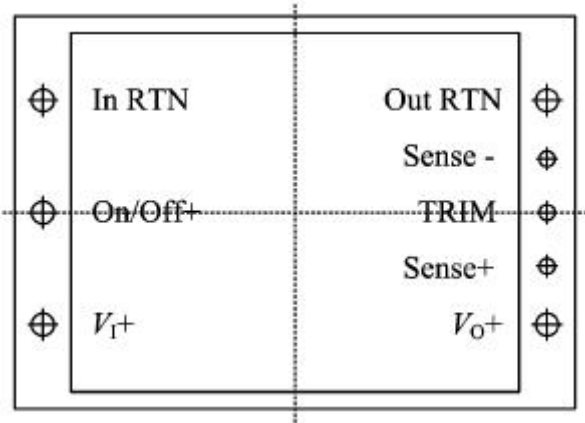 In RTN Out RTN
Sense -
On/Off+ TRIM
Sense+
VI+ VO+